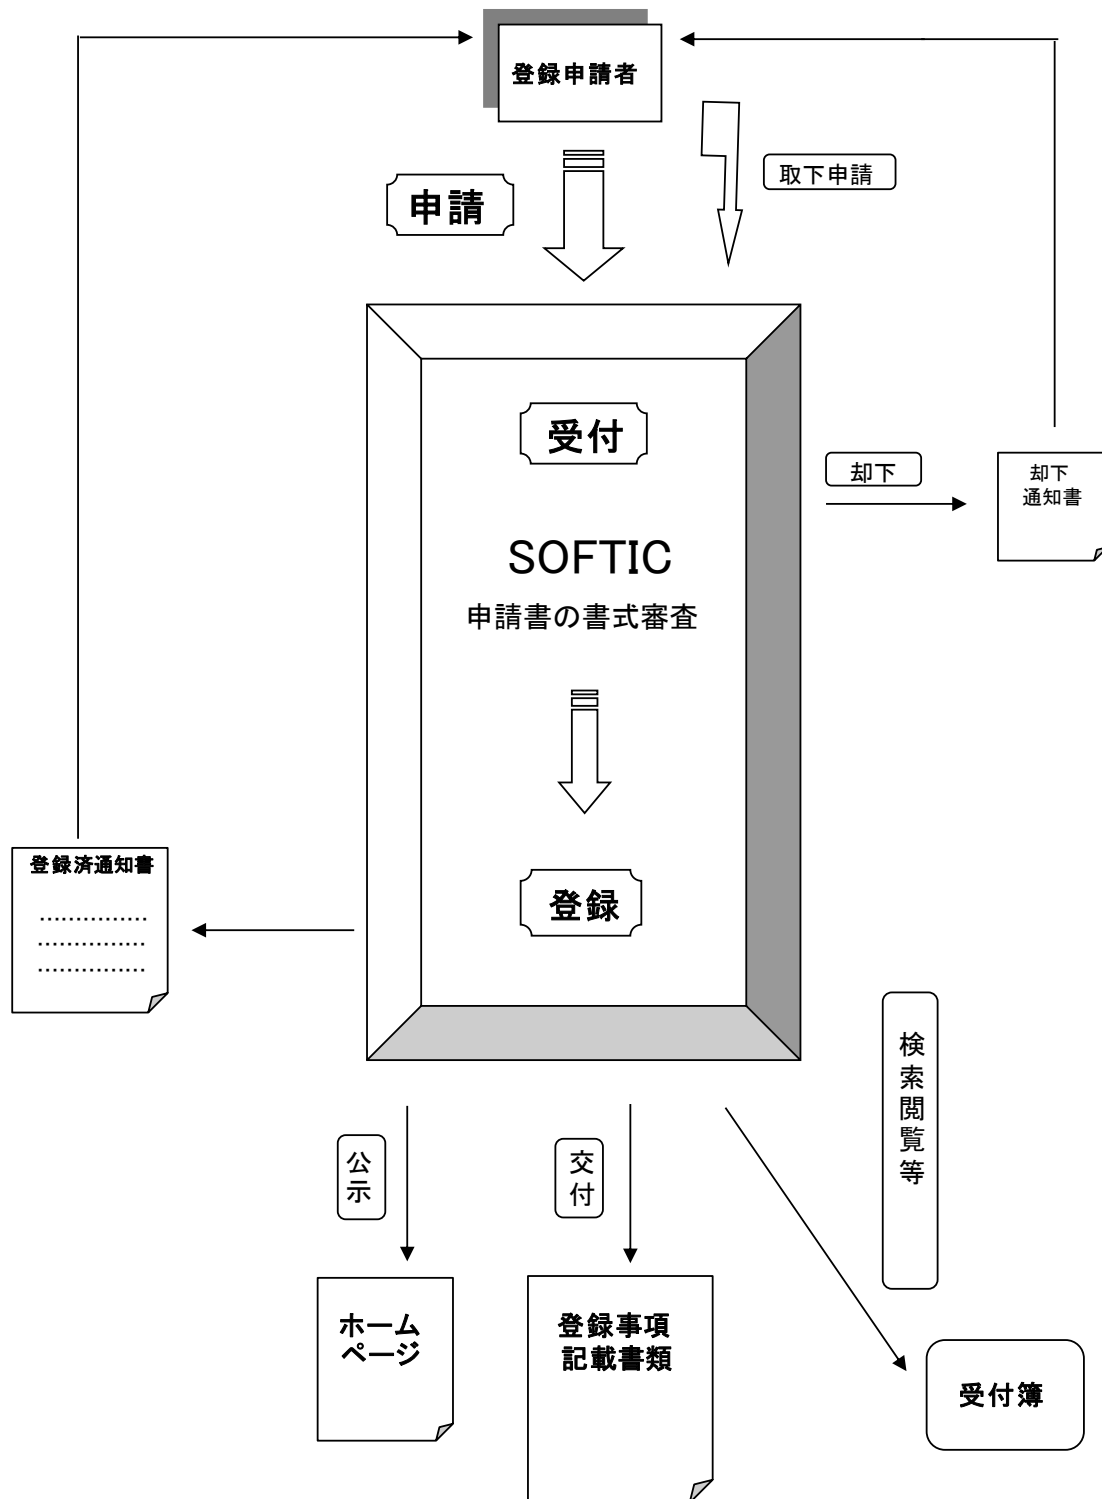 登録申請者
取下申請
申請
受付
却下
却下
通知書
SOFTIC
申請書の書式審査
登録済通知書
……………
……………
……………
登録
検
索
閲
覧
等
公
示
交
付
ホーム
ページ
登録事項
記載書類
受付簿